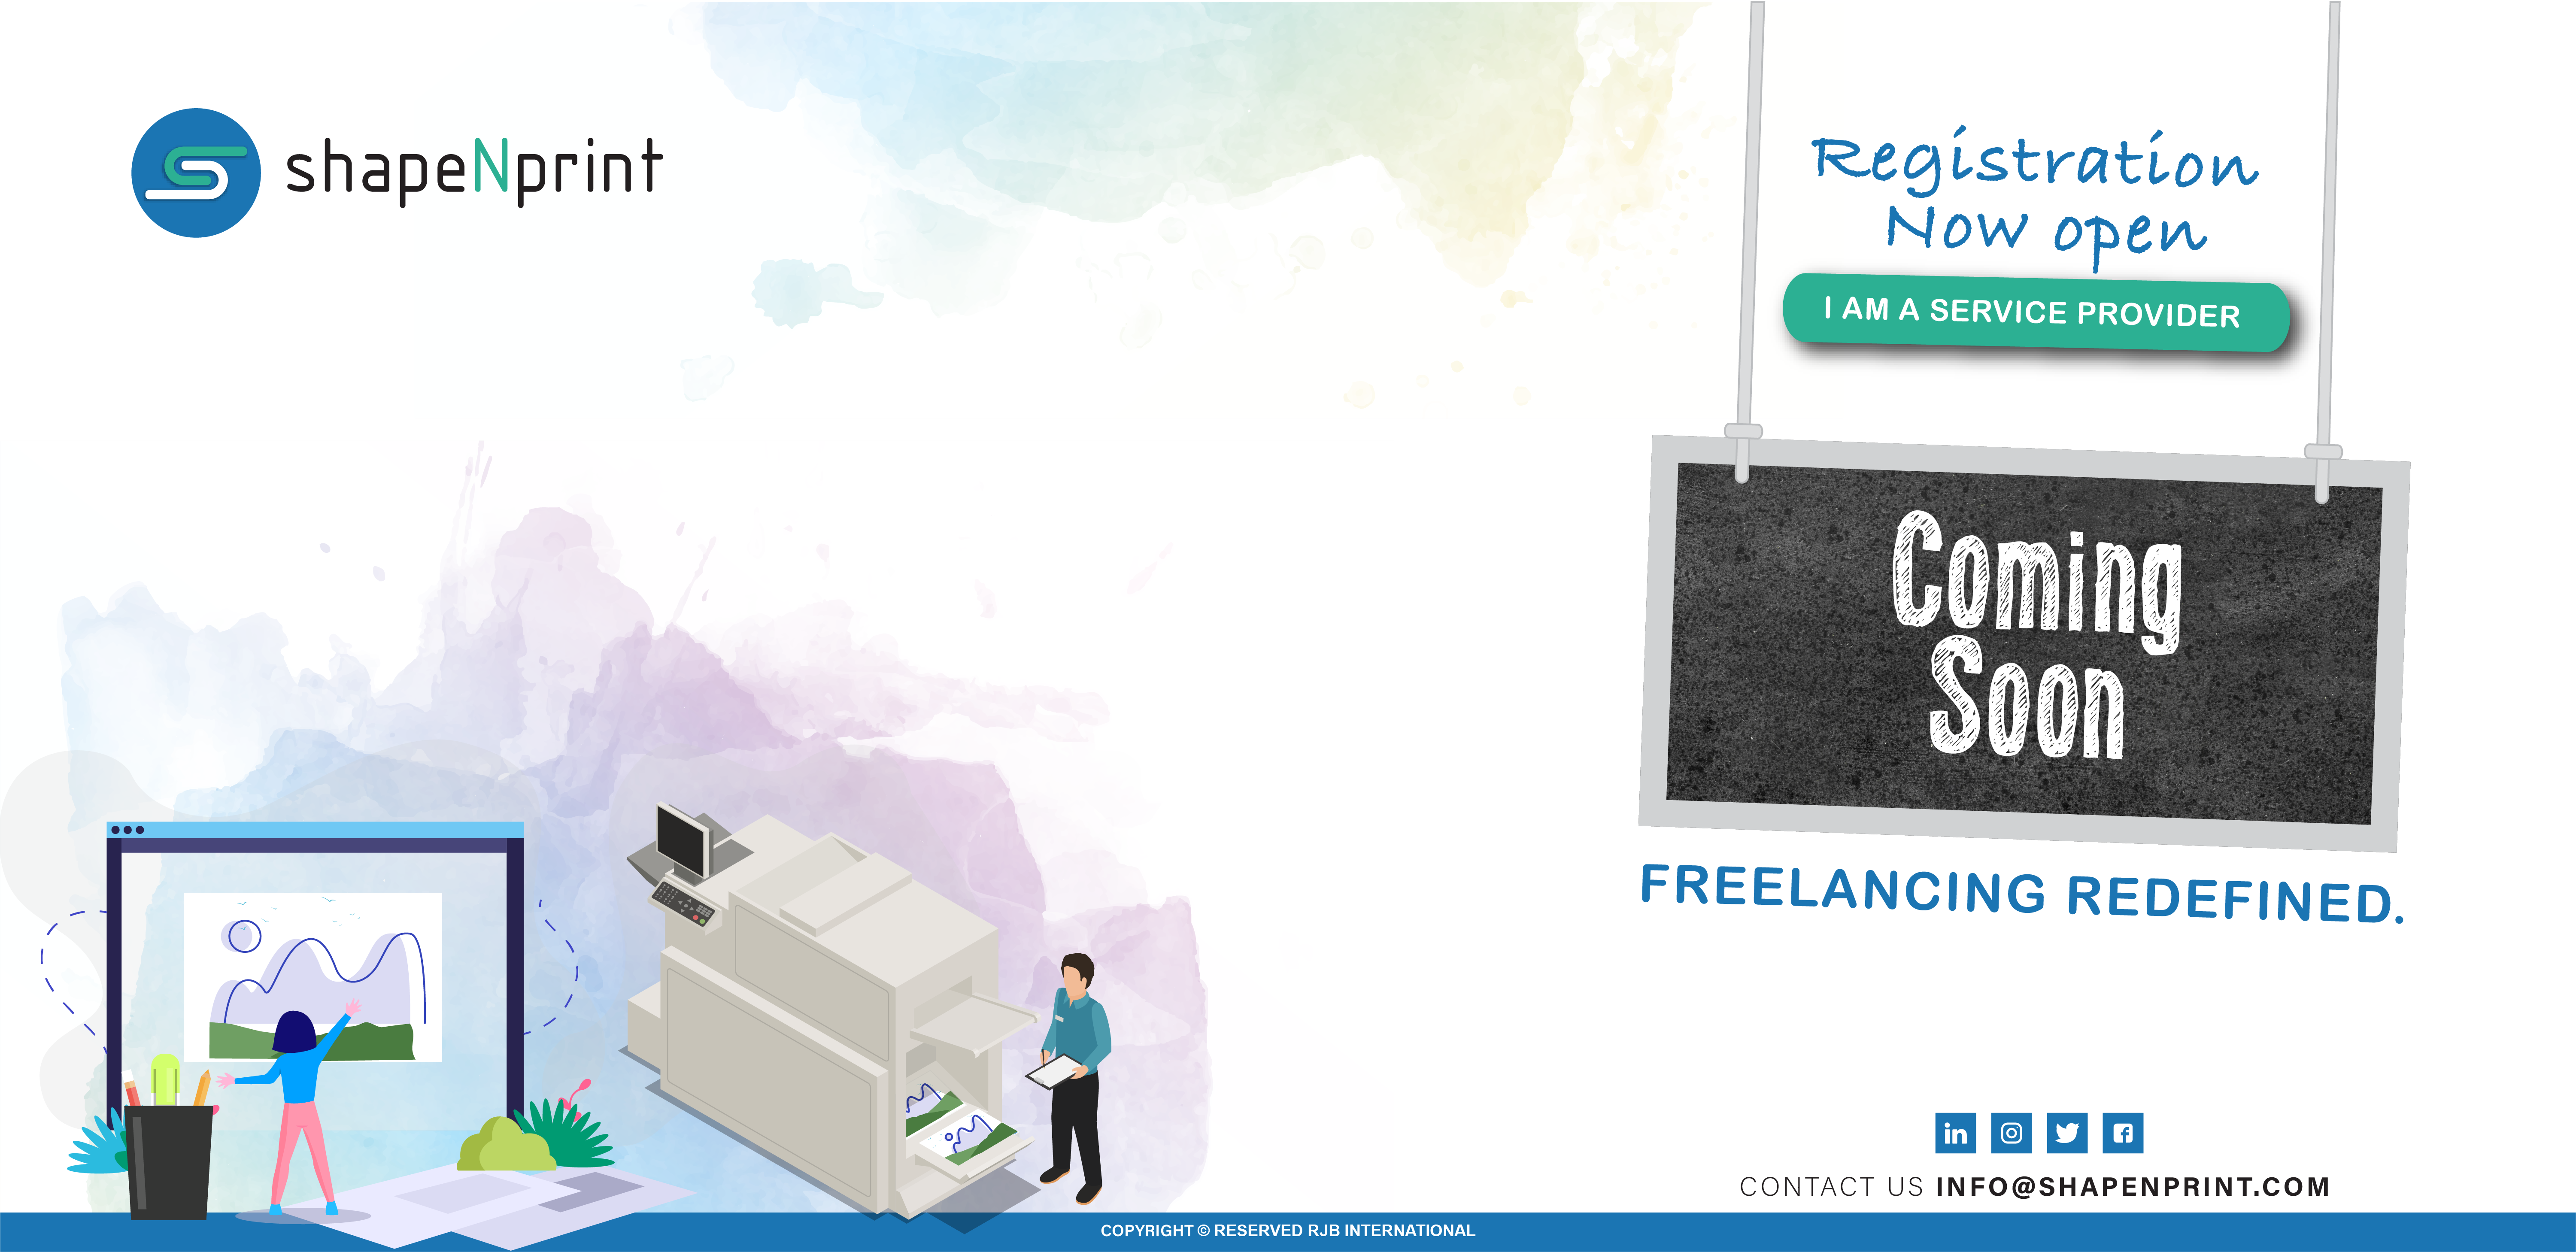 shapeNprint
Registration
Now open
I AM A SERVICE PROVIDER
Coming
Soon
FREELANCING REDEFINED.
CONTACT US INFO@SHAPENPRINT.COM
COPYRIGHT © RESERVED RJB INTERNATIONAL